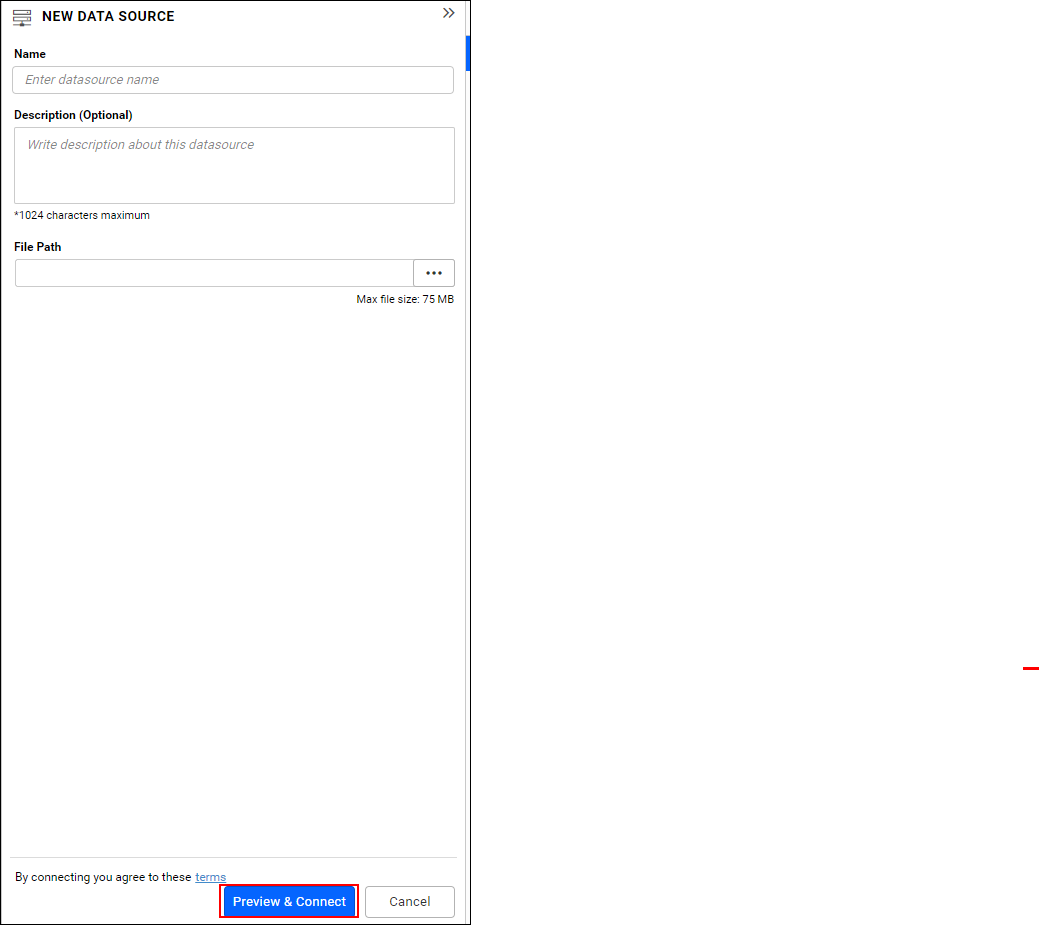 NEW DATA SOURCE
Name
Enter datasource name
Description (Optional)
Write description about this datasource
*1024 characters maximum
File Path
Max file size: 75 MB
By connecting you agree to these terms
Preview & Connect
Cancel